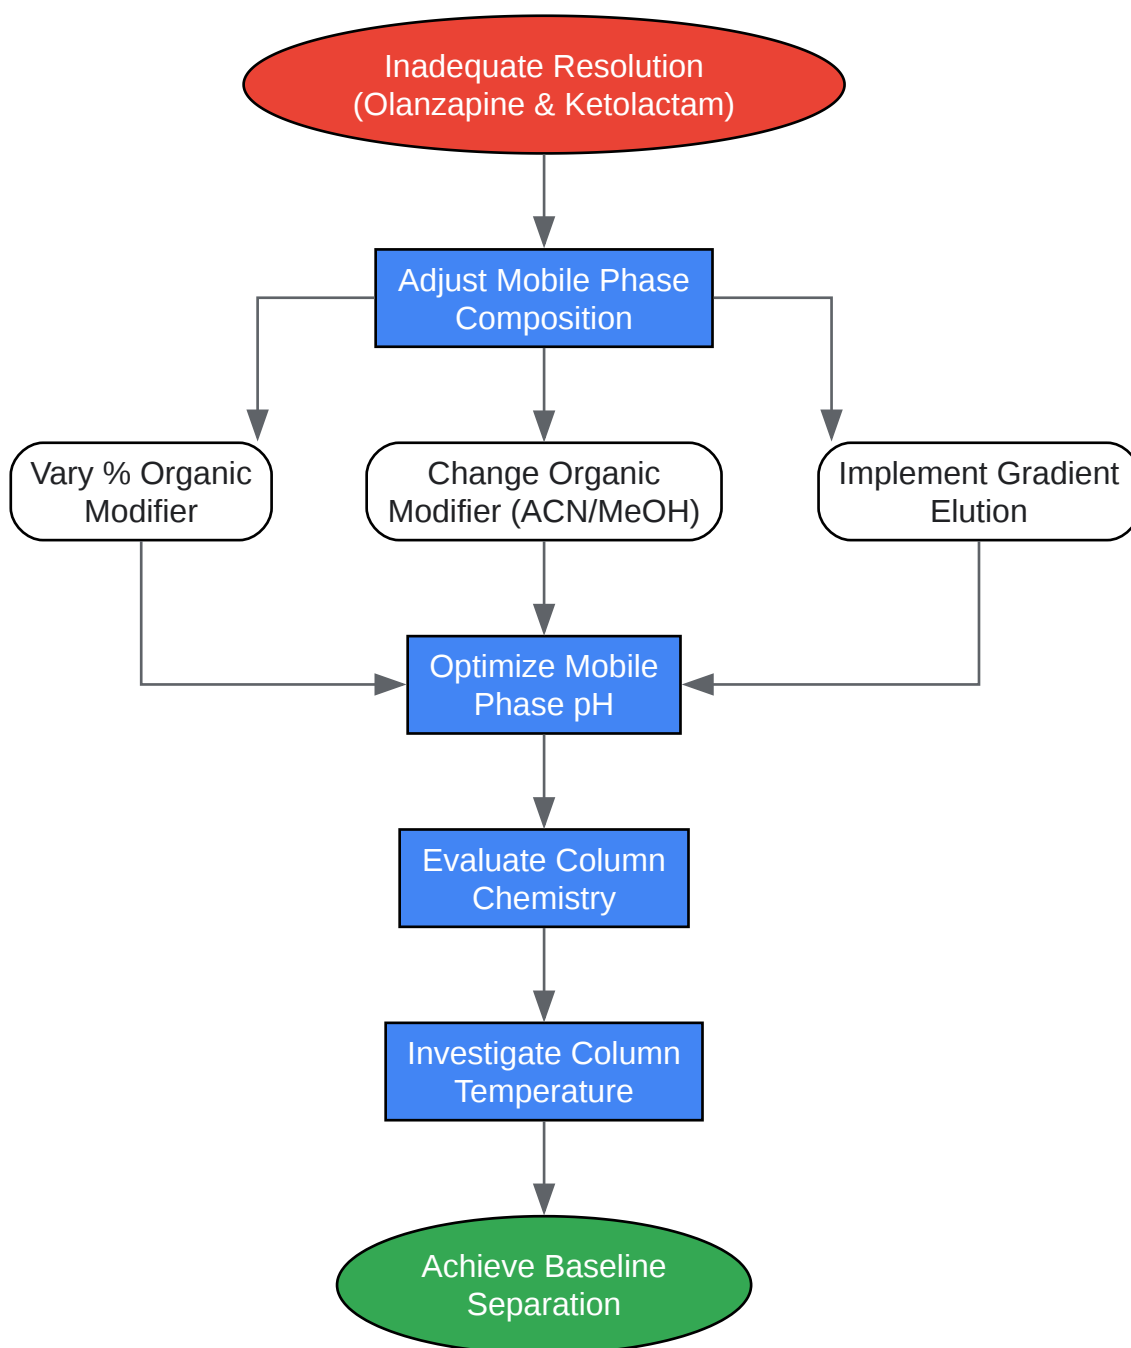 Inadequate Resolution
(Olanzapine & Ketolactam)
Adjust Mobile Phase
Composition
Vary % Organic
Modifier
Change Organic
Modifier (ACN/MeOH)
Implement Gradient
Elution
Optimize Mobile
Phase pH
Evaluate Column
Chemistry
Investigate Column
Temperature
Achieve Baseline
Separation